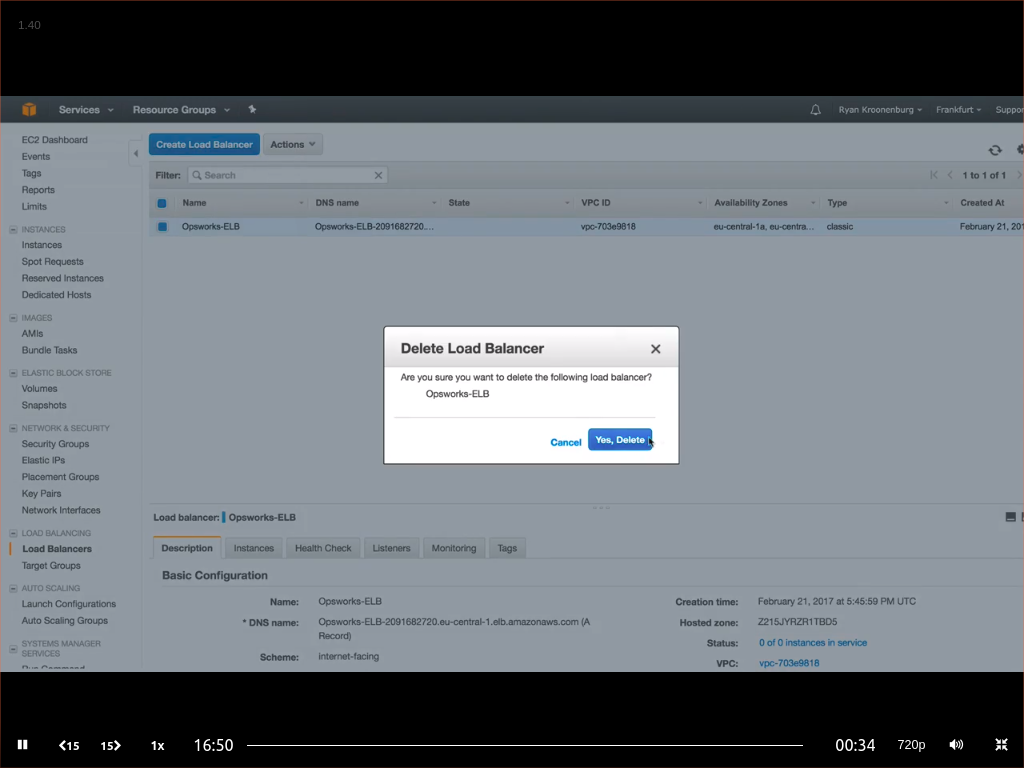 1.40
Services
Resource Groups
Ryan Kroonenburg
Frankfurt
Suppor
EC2 Dashboard
Events
Tags
Reports
Limits
INSTANCES
Instances
Spot Requests
Reserved Instances
Dedicated Hosts
IMAGES
AMIs
Bundle Tasks
ELASTIC BLOCK STORE
Volumes
Snapshots
NETWORK & SECURITY
Security Groups
Elastic IPs
Placement Groups
Key Pairs
Network Interfaces
LOAD BALANCING
Load Balancers
Target Groups
AUTO SCALING
Launch Configurations
Auto Scaling Groups
SYSTEMS MANAGER
SERVICES
Run Command
Create Load Balancer
Actions
Filter:
Search
1 to 1 of 1
Name DNS name State VPC ID Availability Zones Type Created At
Opsworks-ELB Opsworks-ELB-2091682720... vpc-703e9818 eu-central-1a, eu-centra... classic February 21, 201
Delete Load Balancer
Are you sure you want to delete the following load balancer?
Opsworks-ELB
Cancel
Yes, Delete
Load balancer: Opsworks-ELB
Description Instances Health Check Listeners Monitoring Tags
Basic Configuration
Name: Opsworks-ELB
* DNS name: Opsworks-ELB-2091682720.eu-central-1.elb.amazonaws.com (A
Record)
Scheme: internet-facing
Creation time: February 21, 2017 at 5:45:59 PM UTC
Hosted zone: Z215JYRZR1TBD5
Status: 0 of 0 instances in service
VPC: vpc-703e9818
15 15 1x 16:50 00:34 720p